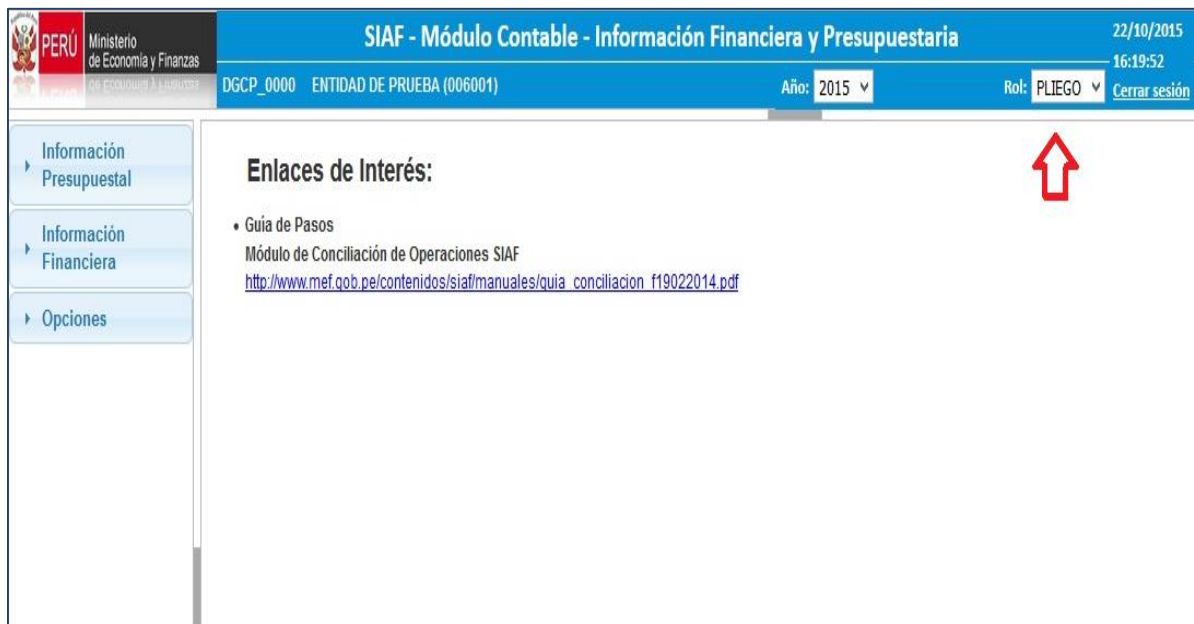 PERÚ
Ministerio
de Economía y Finanzas
SIAF - Módulo Contable - Información Financiera y Presupuestaria
22/10/2015
16:19:52
DGCP_0000 ENTIDAD DE PRUEBA (006001)
Año: 2015
Rol: PLIEGO
Cerrar sesión
Información
Presupuestal
Información
Financiera
Opciones
Enlaces de Interés:
• Guia de Pasos
Módulo de Conciliación de Operaciones SIAF
http://www.mef.gob.pe/contenidos/siaf/manuales/guia_conciliacion_f19022014.pdf